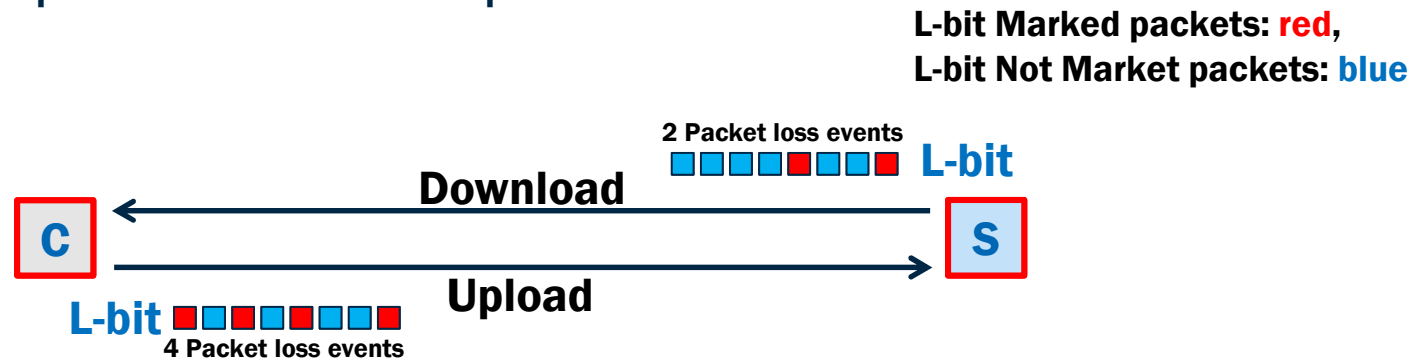 L-bit Marked packets: red,
L-bit Not Market packets: blue
2 Packet loss events
L-bit
Download
C
S
Upload
L-bit
4 Packet loss events